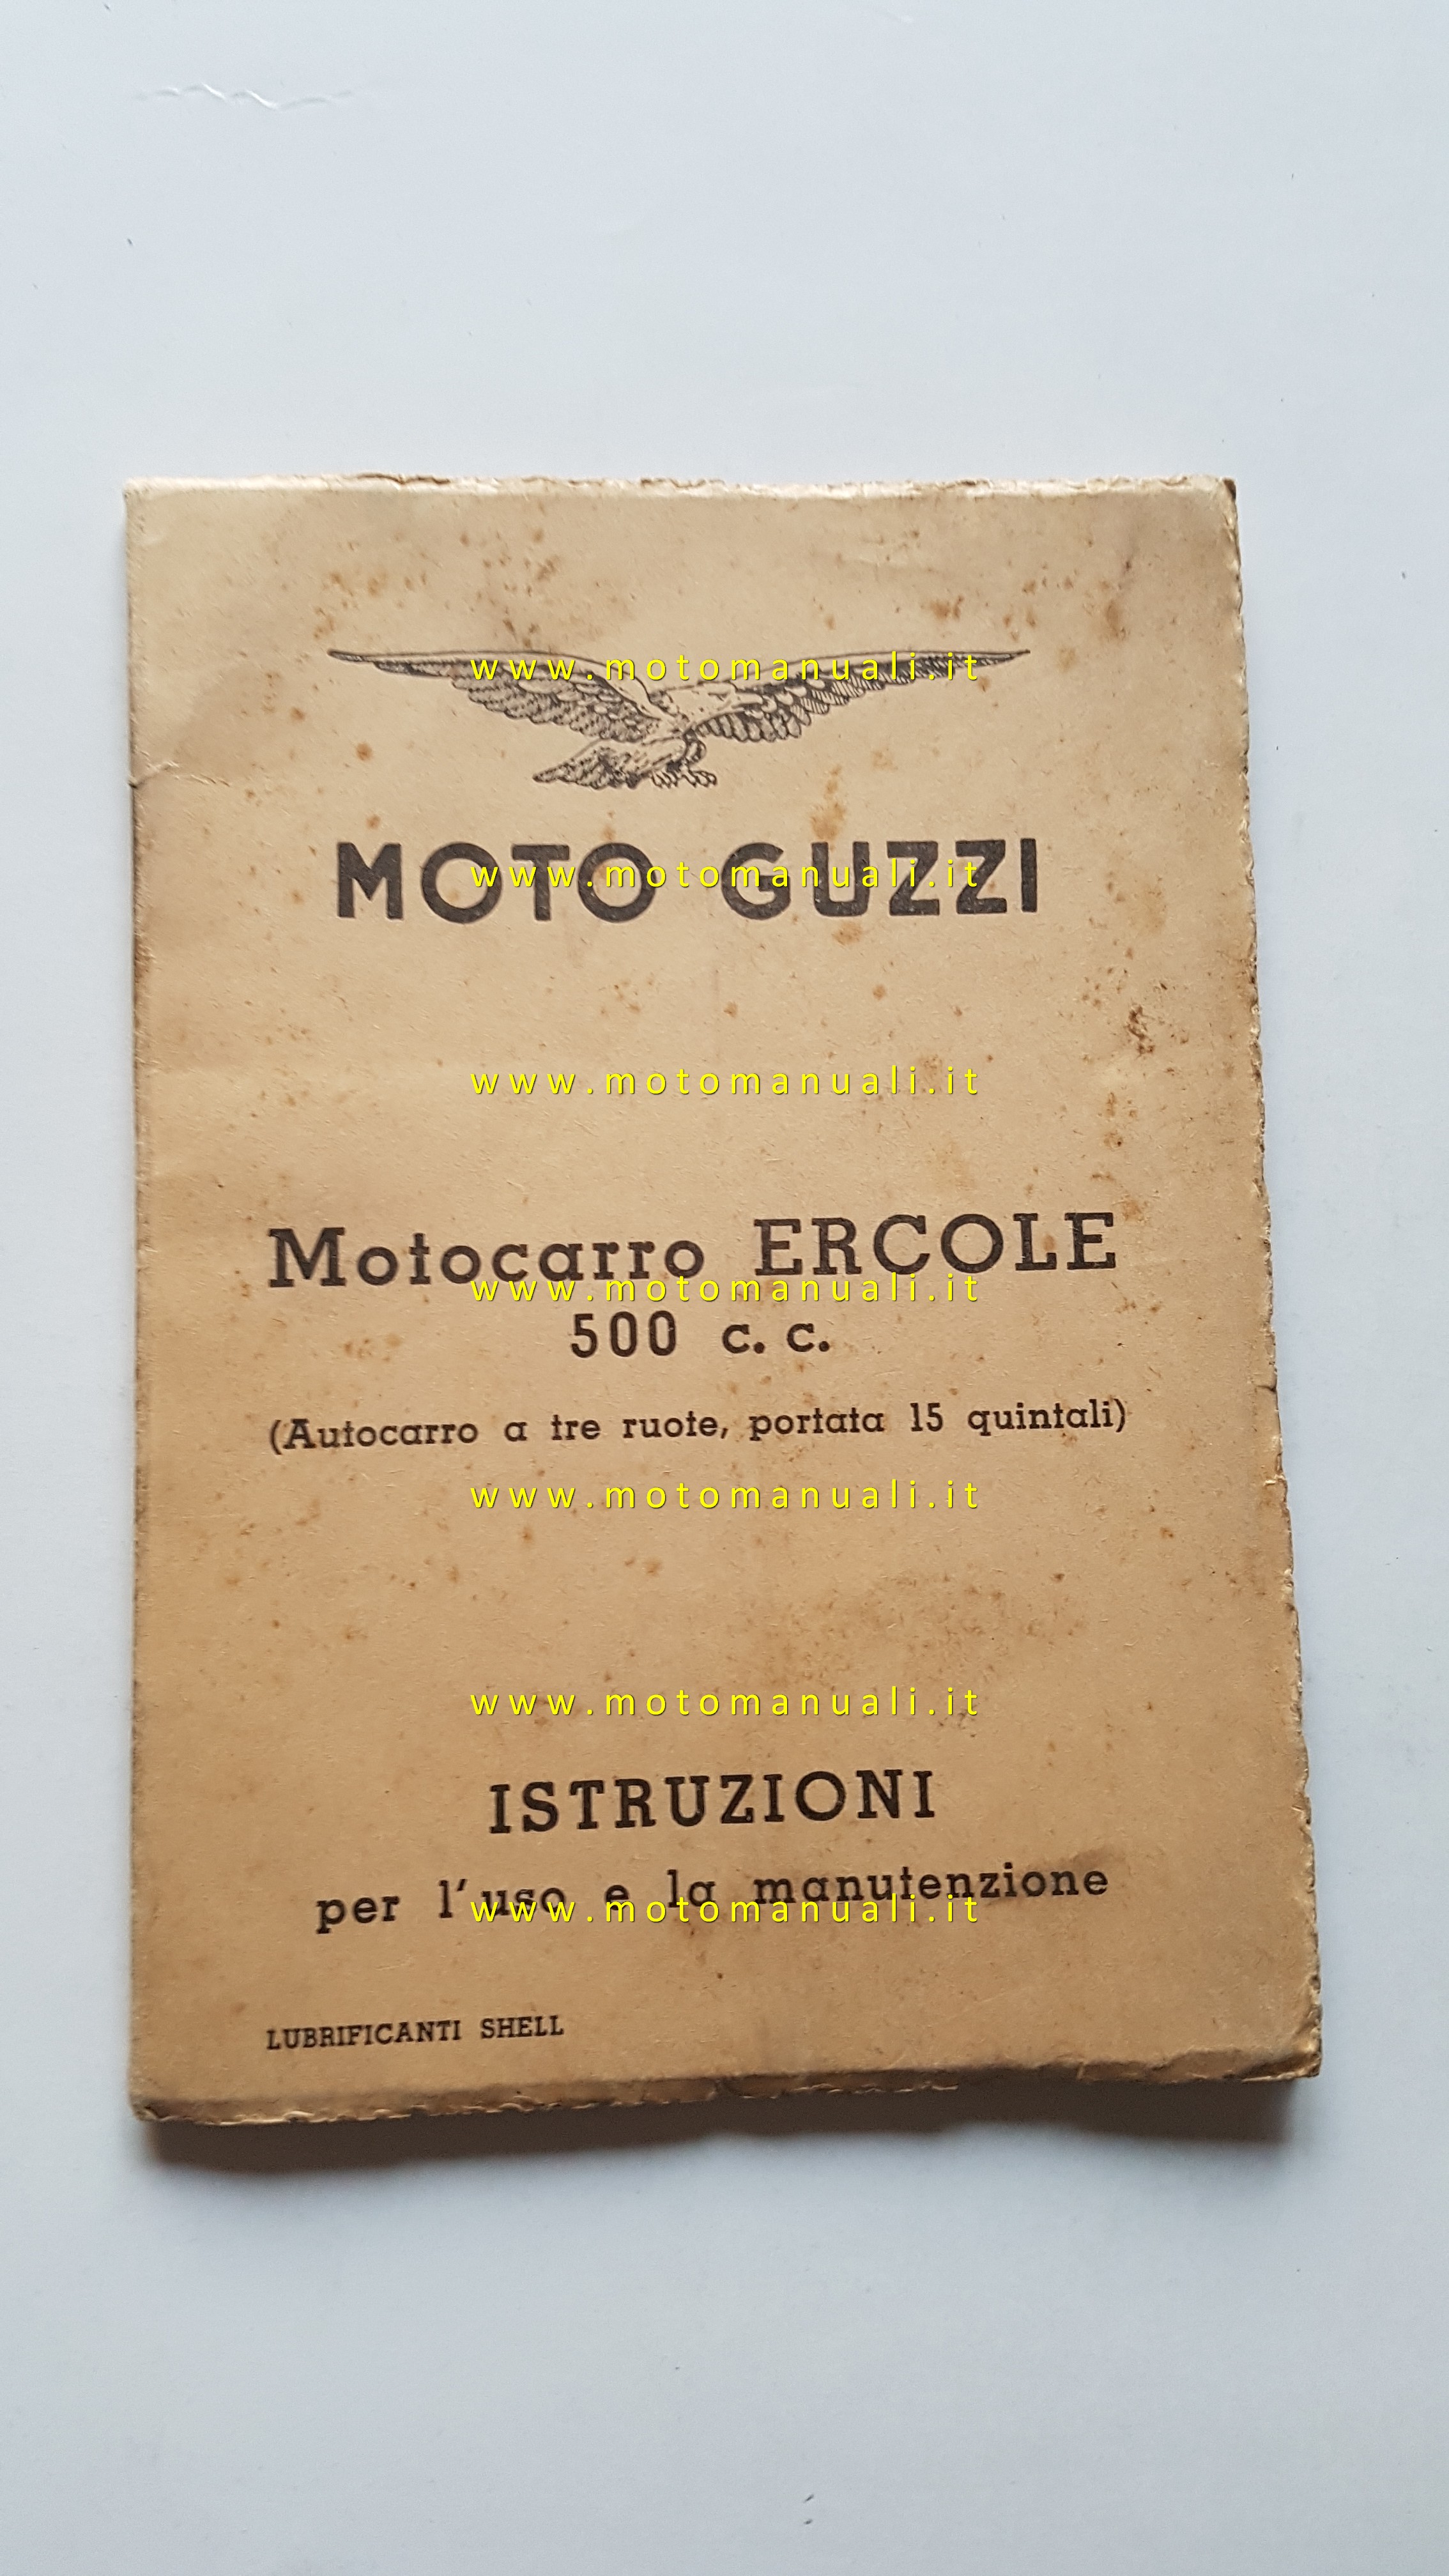 www.motomanuali.it
MOTO GUZZI
www.motomanuali.it
www.motomanuali.it
Motocarro ERCOLE
www.motomanuali.it
500 c. c.
(Autocarro a tre ruote, portata 15 quintali)
www.motomanuali.it
www.motomanuali.it
ISTRUZIONI
per l'uso e la manutenzione
www.motomanuali.it
LUBRIFICANTI SHELL